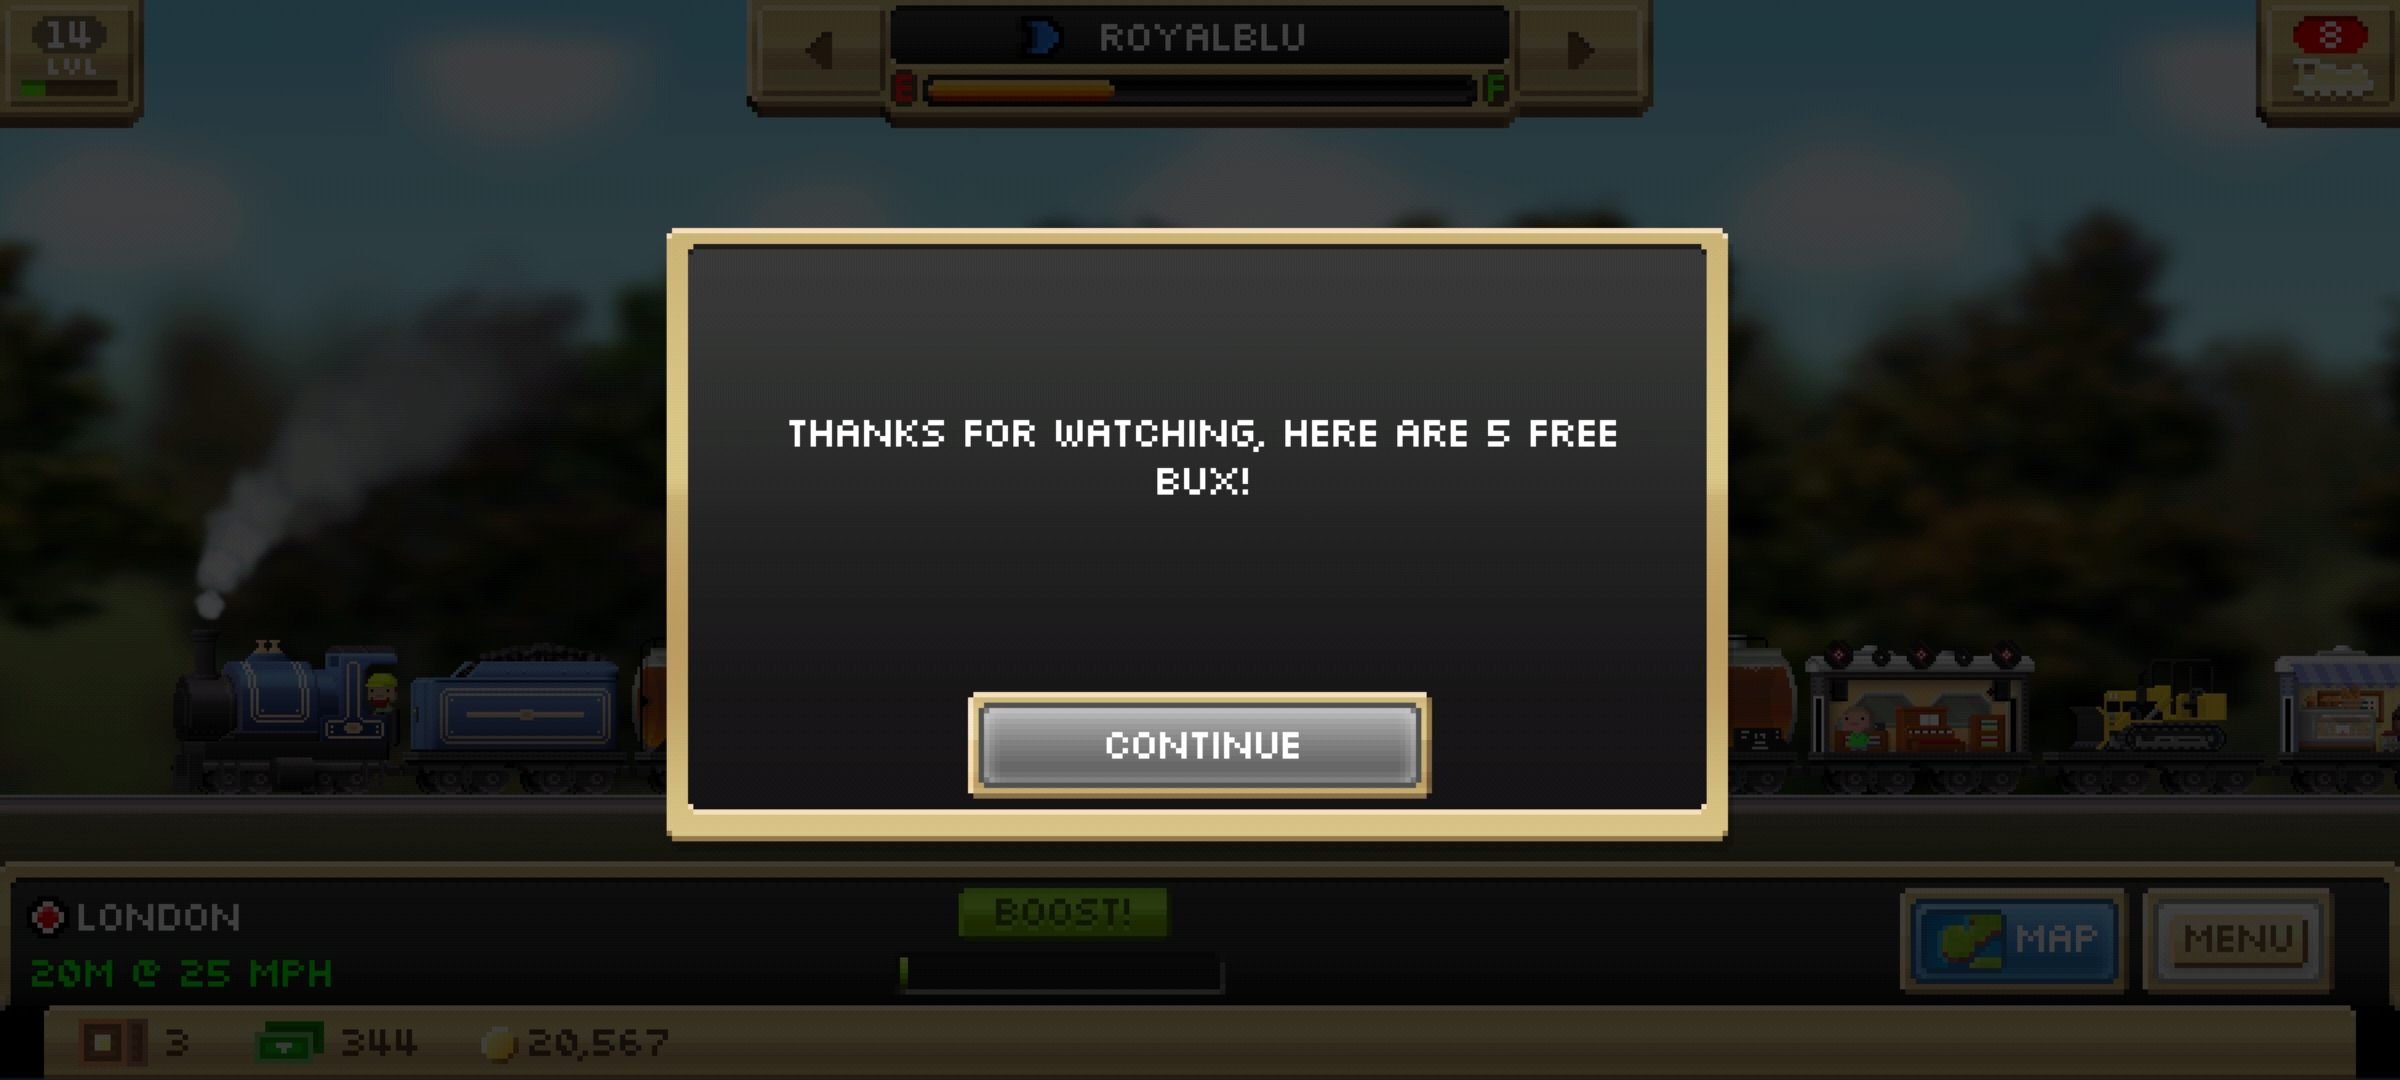 14
LVL
ROYALBLU
E F
8
THANKS FOR WATCHING, HERE ARE 5 FREE
BUX!
CONTINUE
LONDON
20M @ 25 MPH
BOOST!
MAP
MENU
3 344 20,567